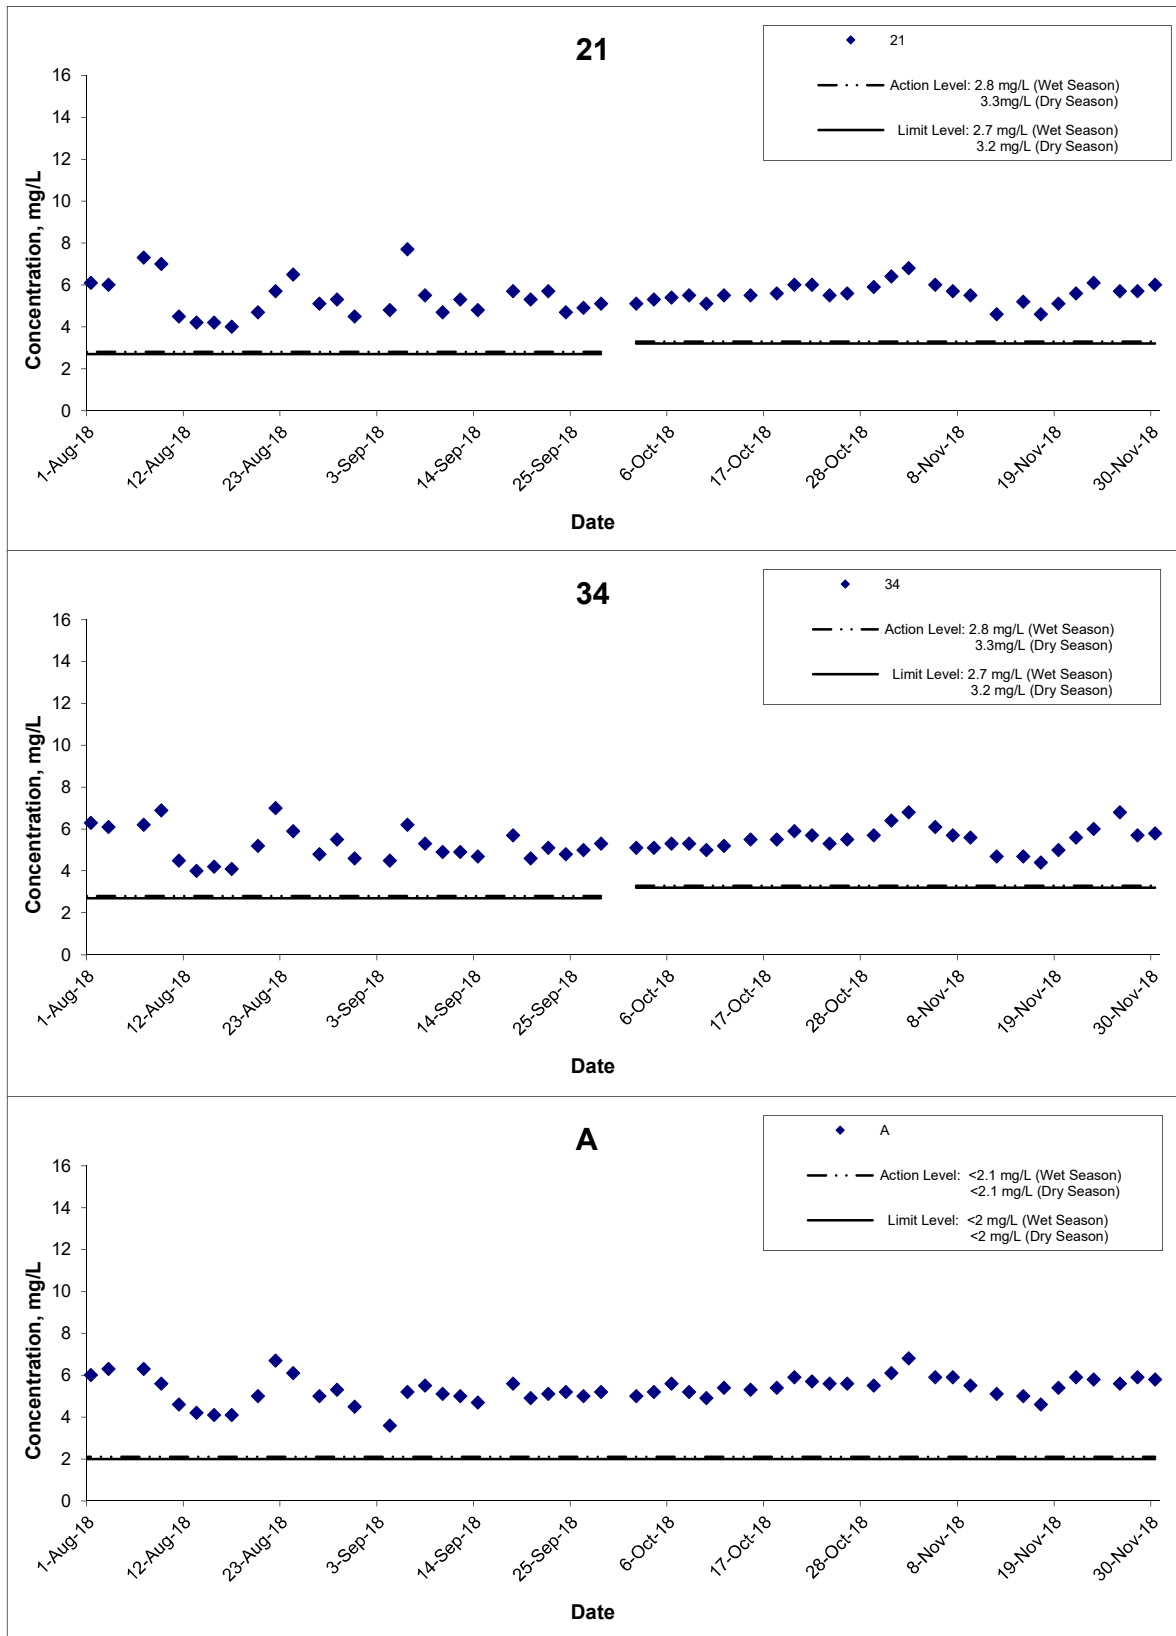 21
21
Action Level: 2.8 mg/L (Wet Season)
3.3mg/L (Dry Season)
Limit Level: 2.7 mg/L (Wet Season)
3.2 mg/L (Dry Season)
Concentration, mg/L
16
14
12
10
8
6
4
2
0
1-Aug-18
12-Aug-18
23-Aug-18
3-Sep-18
14-Sep-18
25-Sep-18
6-Oct-18
17-Oct-18
28-Oct-18
8-Nov-18
19-Nov-18
30-Nov-18
Date
34
34
Action Level: 2.8 mg/L (Wet Season)
3.3mg/L (Dry Season)
Limit Level: 2.7 mg/L (Wet Season)
3.2 mg/L (Dry Season)
Concentration, mg/L
16
14
12
10
8
6
4
2
0
1-Aug-18
12-Aug-18
23-Aug-18
3-Sep-18
14-Sep-18
25-Sep-18
6-Oct-18
17-Oct-18
28-Oct-18
8-Nov-18
19-Nov-18
30-Nov-18
Date
A
A
Action Level: <2.1 mg/L (Wet Season)
<2.1 mg/L (Dry Season)
Limit Level: <2 mg/L (Wet Season)
<2 mg/L (Dry Season)
Concentration, mg/L
16
14
12
10
8
6
4
2
0
1-Aug-18
12-Aug-18
23-Aug-18
3-Sep-18
14-Sep-18
25-Sep-18
6-Oct-18
17-Oct-18
28-Oct-18
8-Nov-18
19-Nov-18
30-Nov-18
Date